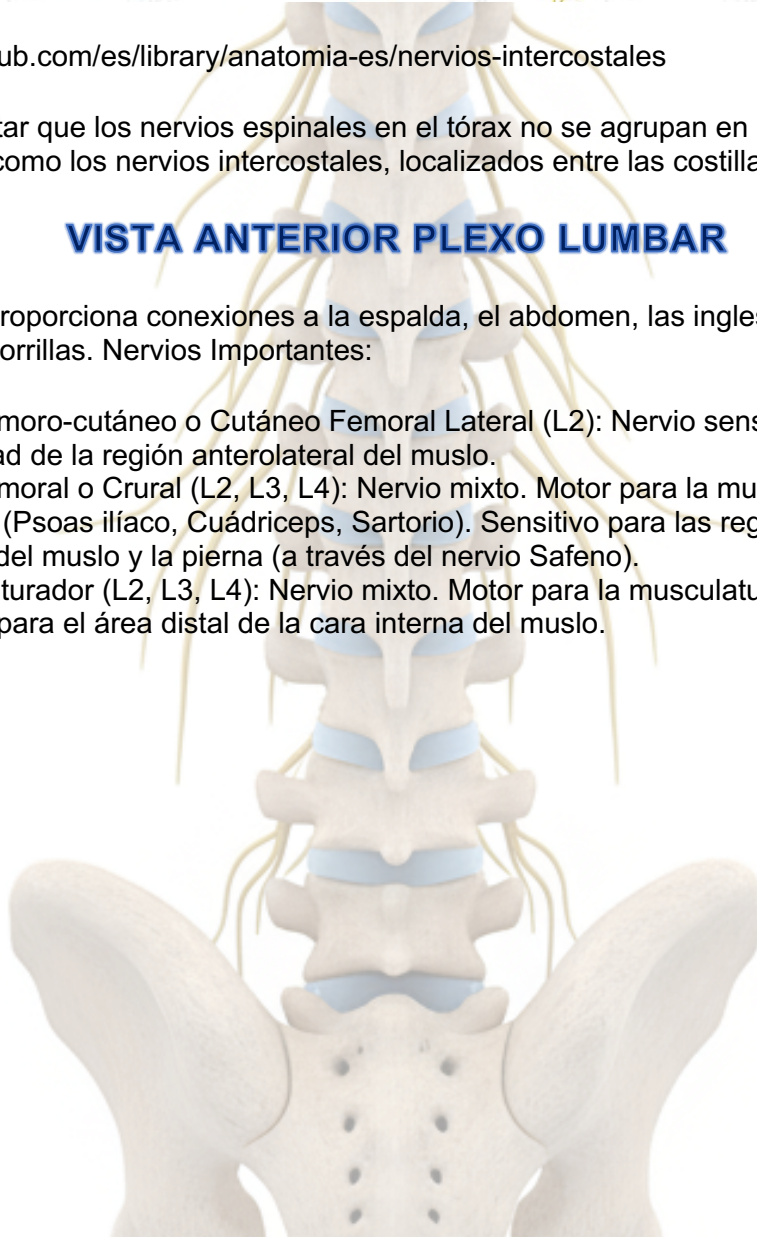 ub.com/es/library/anatomia-es/nervios-intercostales
tar que los nervios espinales en el tórax no se agrupan en
como los nervios intercostales, localizados entre las costilla
VISTA ANTERIOR PLEXO LUMBAR
roporciona conexiones a la espalda, el abdomen, las ingles
orrillas. Nervios Importantes:
moro-cutáneo o Cutáneo Femoral Lateral (L2): Nervio sens
ad de la región anterolateral del muslo.
moral o Crural (L2, L3, L4): Nervio mixto. Motor para la mu
(Psoas ilíaco, Cuádriceps, Sartorio). Sensitivo para las reg
del muslo y la pierna (a través del nervio Safeno).
turador (L2, L3, L4): Nervio mixto. Motor para la musculatu
para el área distal de la cara interna del muslo.